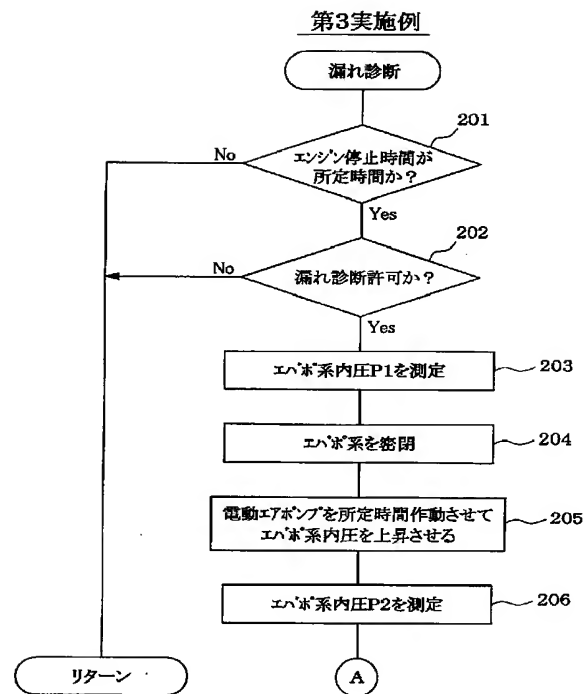 第3実施例
漏れ診断
201
エンジン停止時間が
所定時間か？
No
Yes
202
漏れ診断許可か？
No
Yes
エバポ系内圧P1を測定
203
エバポ系を密閉
204
電動エアポンプを所定時間作動させて
エバポ系内圧を上昇させる
205
エバポ系内圧P2を測定
206
リターン
A